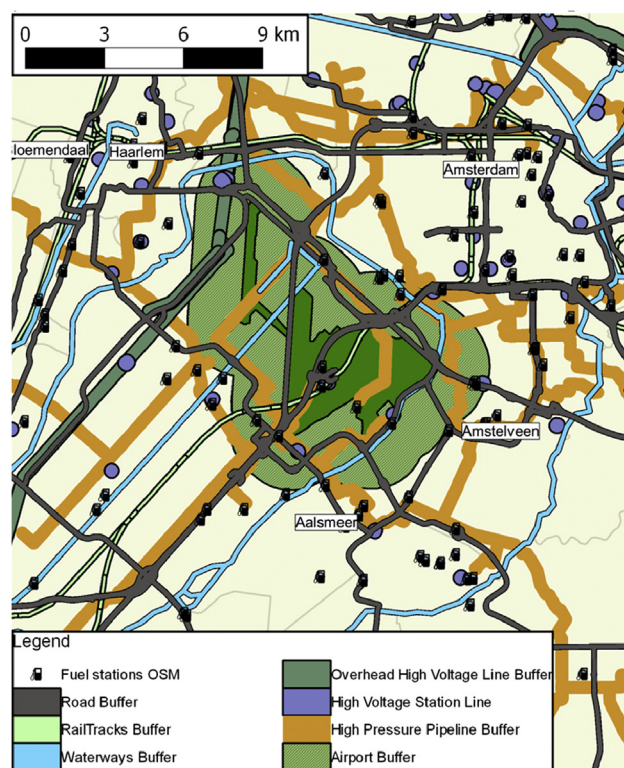 0 3 6 9 km
loemendaal
Haarlem
Amsterdam
Amstelveen
Aalsmeer
Legend
Fuel stations OSM
Road Buffer
RailTracks Buffer
Waterways Buffer
Overhead High Voltage Line Buffer
High Voltage Station Line
High Pressure Pipeline Buffer
Airport Buffer